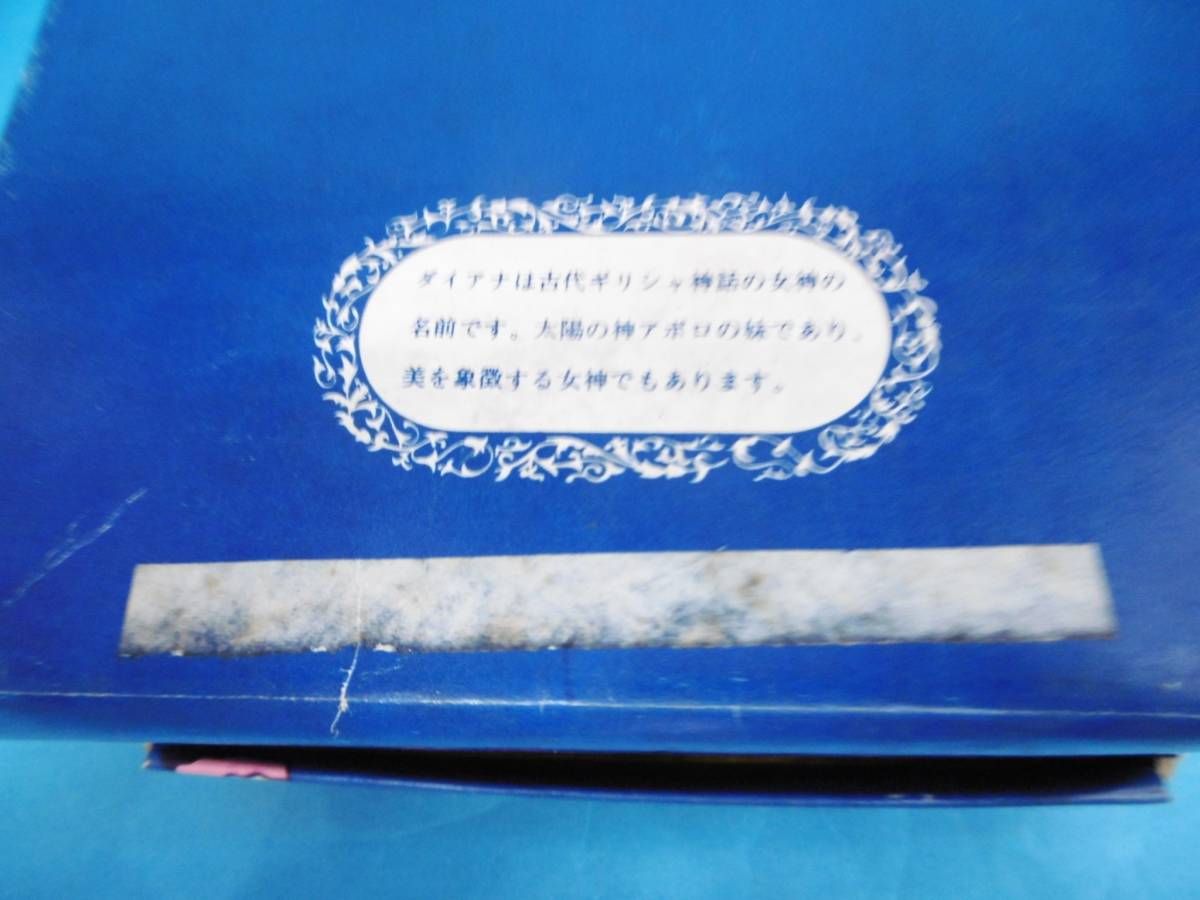 ダイアナは古代ギリシャ神話の女神の
名前です。太陽の神アポロの妹であり、
美を象徴する女神でもあります。